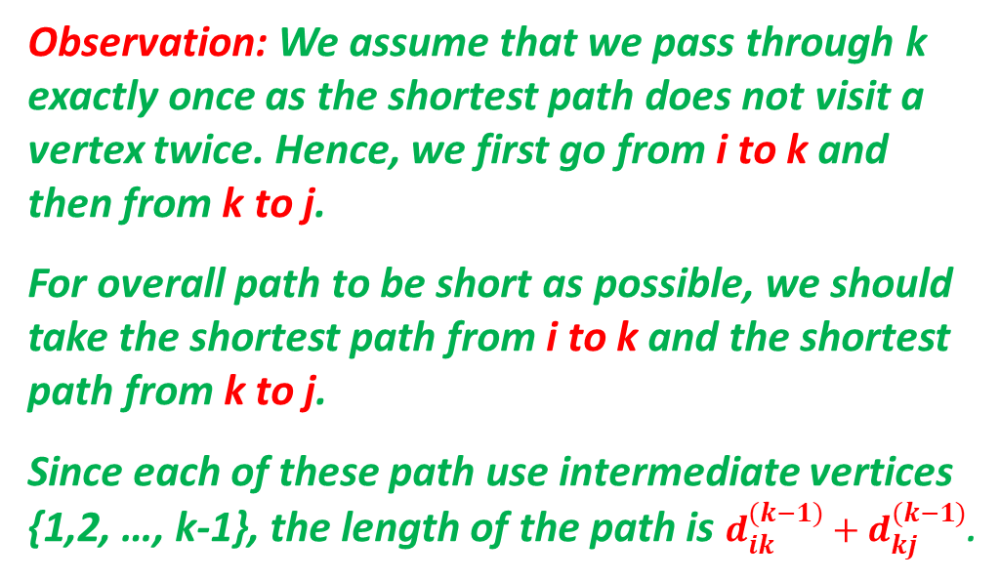 Observation: We assume that we pass through k
exactly once as the shortest path does not visit a
vertex twice. Hence, we first go from i to k and
then from k to j.
For overall path to be short as possible, we should
take the shortest path from i to k and the shortest
path from k to j.
Since each of these path use intermediate vertices
{1,2, …, k-1}, the length of the path is d_{ik}^{(k−1)} + d_{kj}^{(k−1)}.